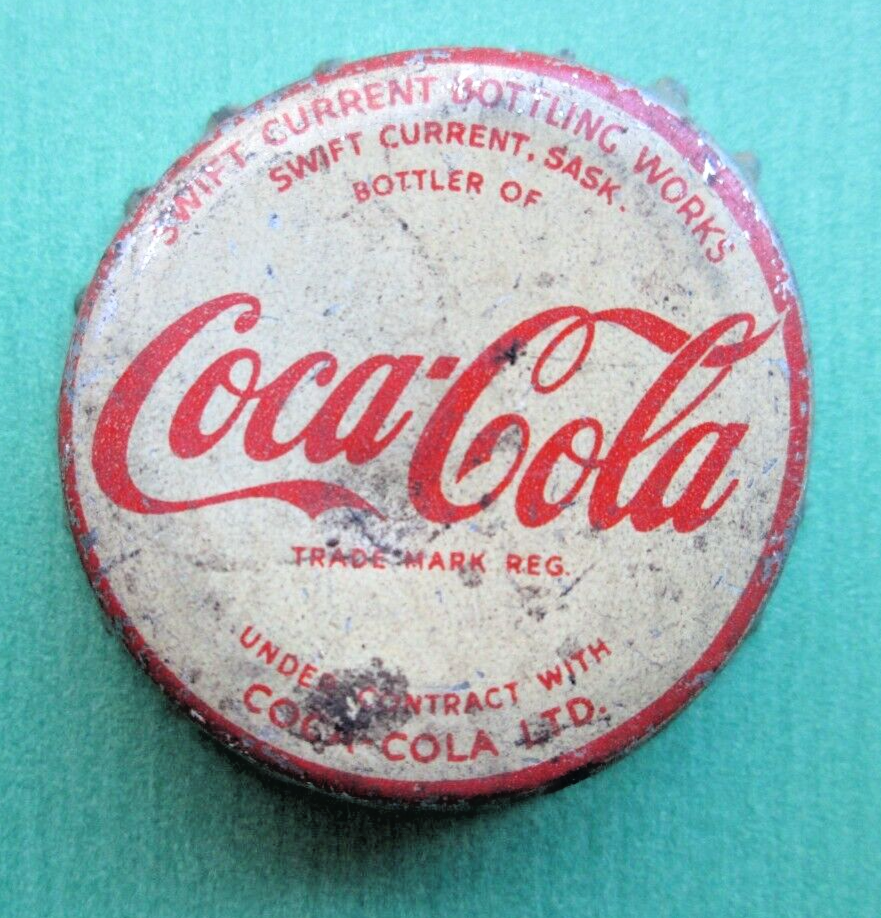 SWIFT CURRENT BOTTLING WORKS
SWIFT CURRENT, SASK.
BOTTLER OF
Coca-Cola
TRADE MARK REG.
UNDER CONTRACT WITH
COCA-COLA LTD.